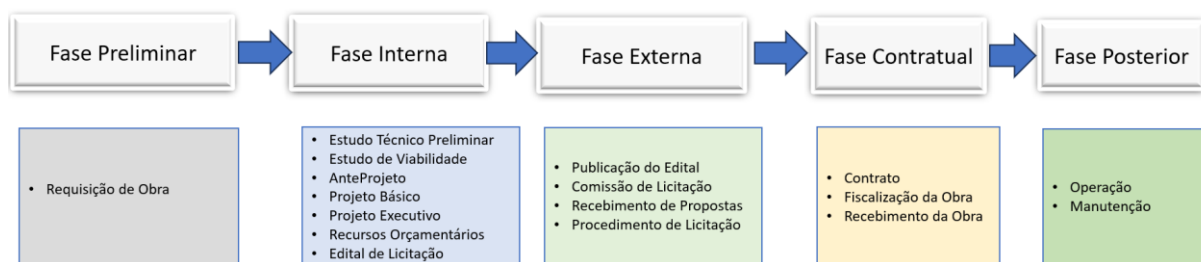 Fase Preliminar
Fase Interna
Fase Externa
Fase Contratual
Fase Posterior
• Requisição de Obra
• Estudo Técnico Preliminar
• Estudo de Viabilidade
• AnteProjeto
• Projeto Básico
• Projeto Executivo
• Recursos Orçamentários
• Edital de Licitação
• Publicação do Edital
• Comissão de Licitação
• Recebimento de Propostas
• Procedimento de Licitação
• Contrato
• Fiscalização da Obra
• Recebimento da Obra
• Operação
• Manutenção